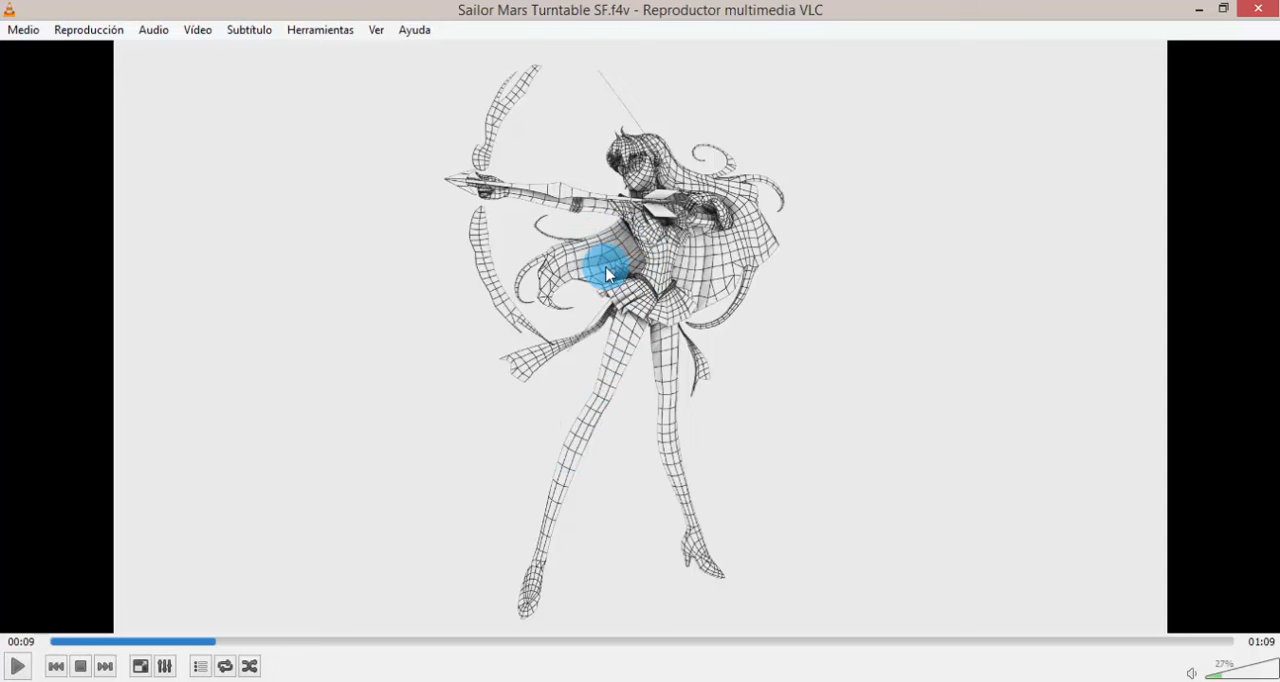 Sailor Mars Turntable SF.f4v - Reproductor multimedia VLC
Medio Reproducción Audio Vídeo Subtítulo Herramientas Ver Ayuda
00:09 01:09
27%